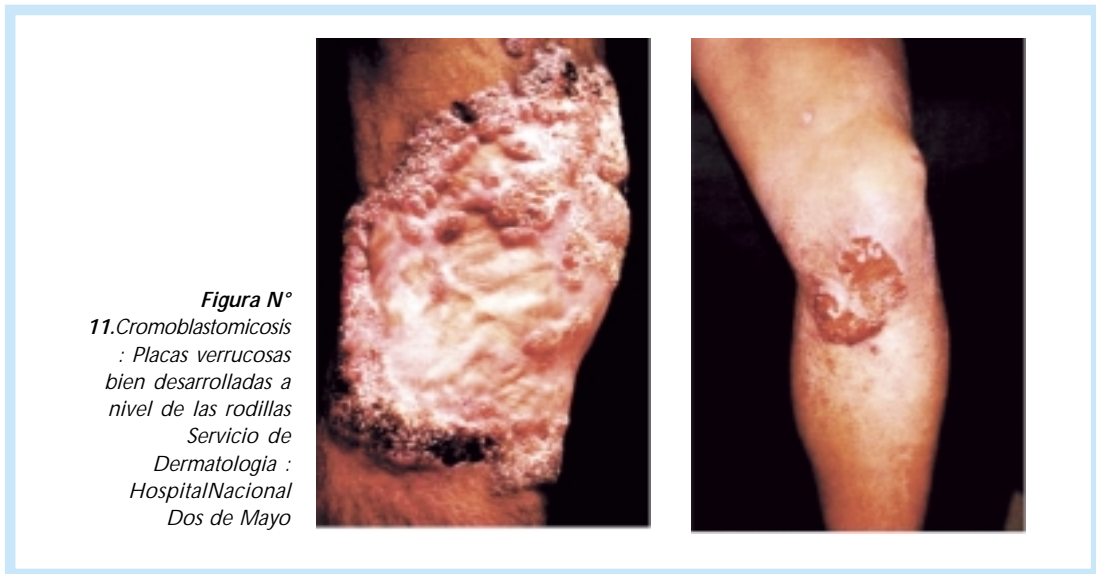 Figura N°
11.Cromoblastomicosis
: Placas verrucosas
bien desarrolladas a
nivel de las rodillas
Servicio de
Dermatologia :
HospitalNacional
Dos de Mayo